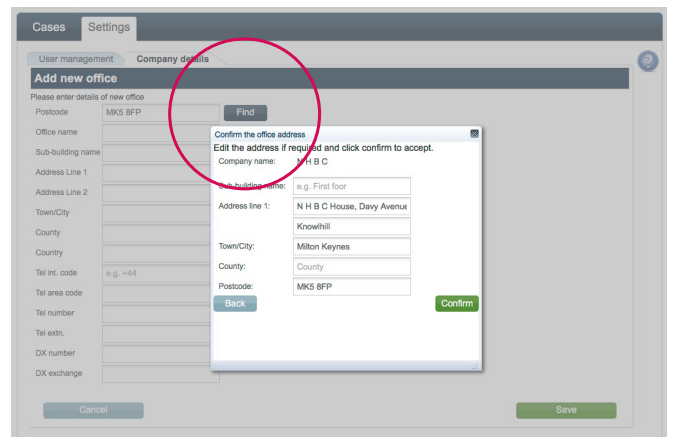 Cases Settings
User management Company details
Add new office
Please enter details of new office
Postcode MK5 8FP Find
Office name
Sub-building name
Address Line 1
Address Line 2
Town/City
County
Country
Tel int. code e.g. +44
Tel area code
Tel number
Tel extn.
DX number
DX exchange
Cancel Save
Confirm the office address
Edit the address if required and click confirm to accept.
Company name: N H B C
Sub-building name: e.g. First foor
Address line 1: N H B C House, Davy Avenue
Knowlhill
Town/City: Milton Keynes
County: County
Postcode: MK5 8FP
Back Confirm